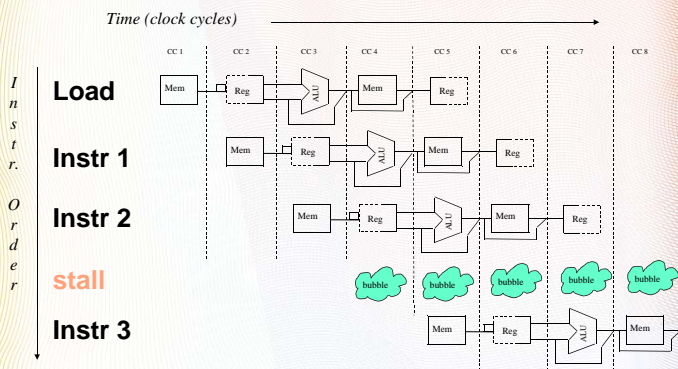 Time (clock cycles)
CC 1 CC 2 CC 3 CC 4 CC 5 CC 6 CC 7 CC 8
Instr. Order
Load Mem Reg ALU Mem Reg
Instr 1 Mem Reg ALU Mem Reg
Instr 2 Mem Reg ALU Mem Reg
stall bubble bubble bubble bubble bubble
Instr 3 Mem Reg ALU Mem